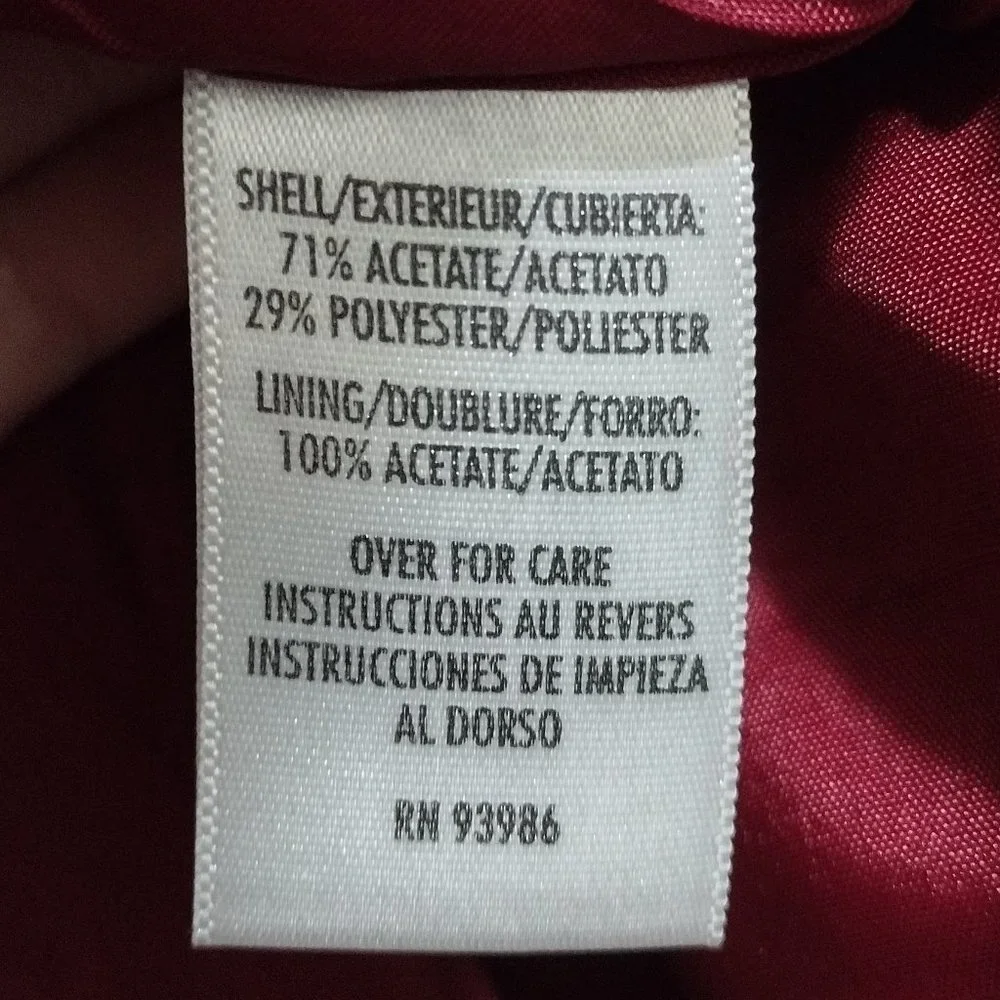 SHELL/EXTERIEUR/CUBIERTA:
71% ACETATE/ACETATO
29% POLYESTER/POLIESTER
LINING/DOUBLURE/FORRO:
100% ACETATE/ACETATO
OVER FOR CARE
INSTRUCTIONS AU REVERS
INSTRUCCIONES DE IMPIEZA
AL DORSO
RN 93986